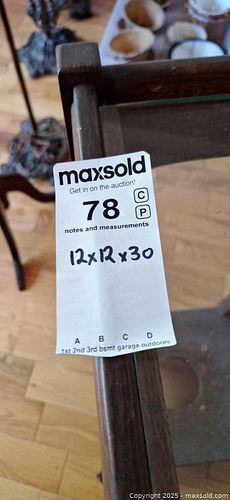 maxsold
Get in on the auction!
78
C
P
notes and measurements
12x12x30
A B C D
1st 2nd 3rd bsmt garage outdoors
Copyright © 2025 - maxsold.com